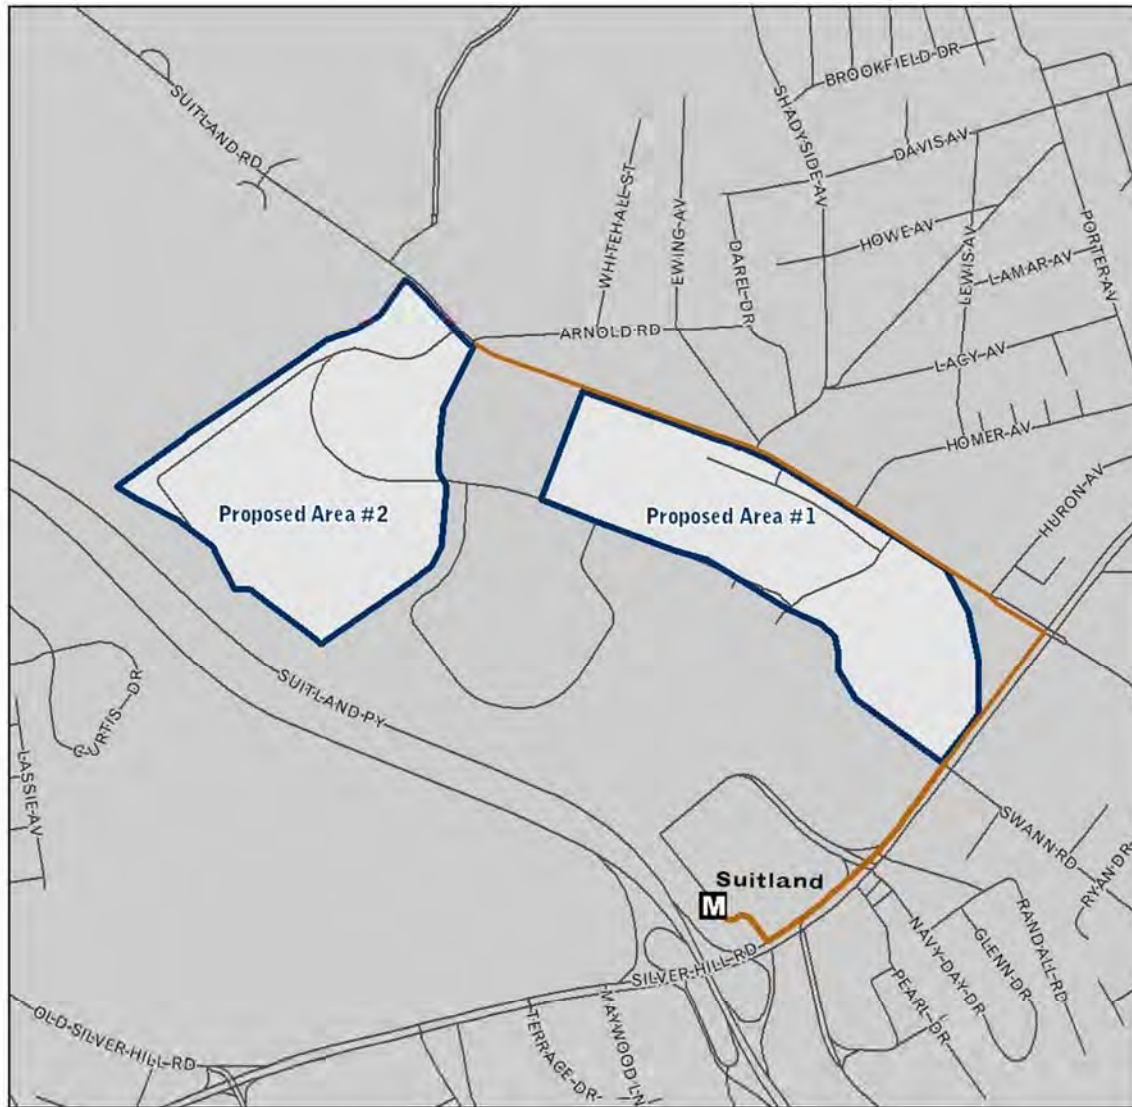 BROOKFIELD DR
SUITLAND RD
SHADYSIDE AV
DAVIS AV
WHITEHALL ST
EWING AV
DAREL DR
HOWE AV
LEWIS AV
LAMAR AV
PORTER AV
ARNOLD RD
LACY AV
HOMER AV
HURON AV
Proposed Area #2
Proposed Area #1
SUITLAND PY
CURTIS DR
LASSIE AV
SWANN RD
RYAN DR
Suitland
M
RANDALL RD
GLENN DR
NAVY DAY DR
PEARL DR
SILVER HILL RD
MAYWOOD LN
TERRACE DR
OLD SILVER HILL RD